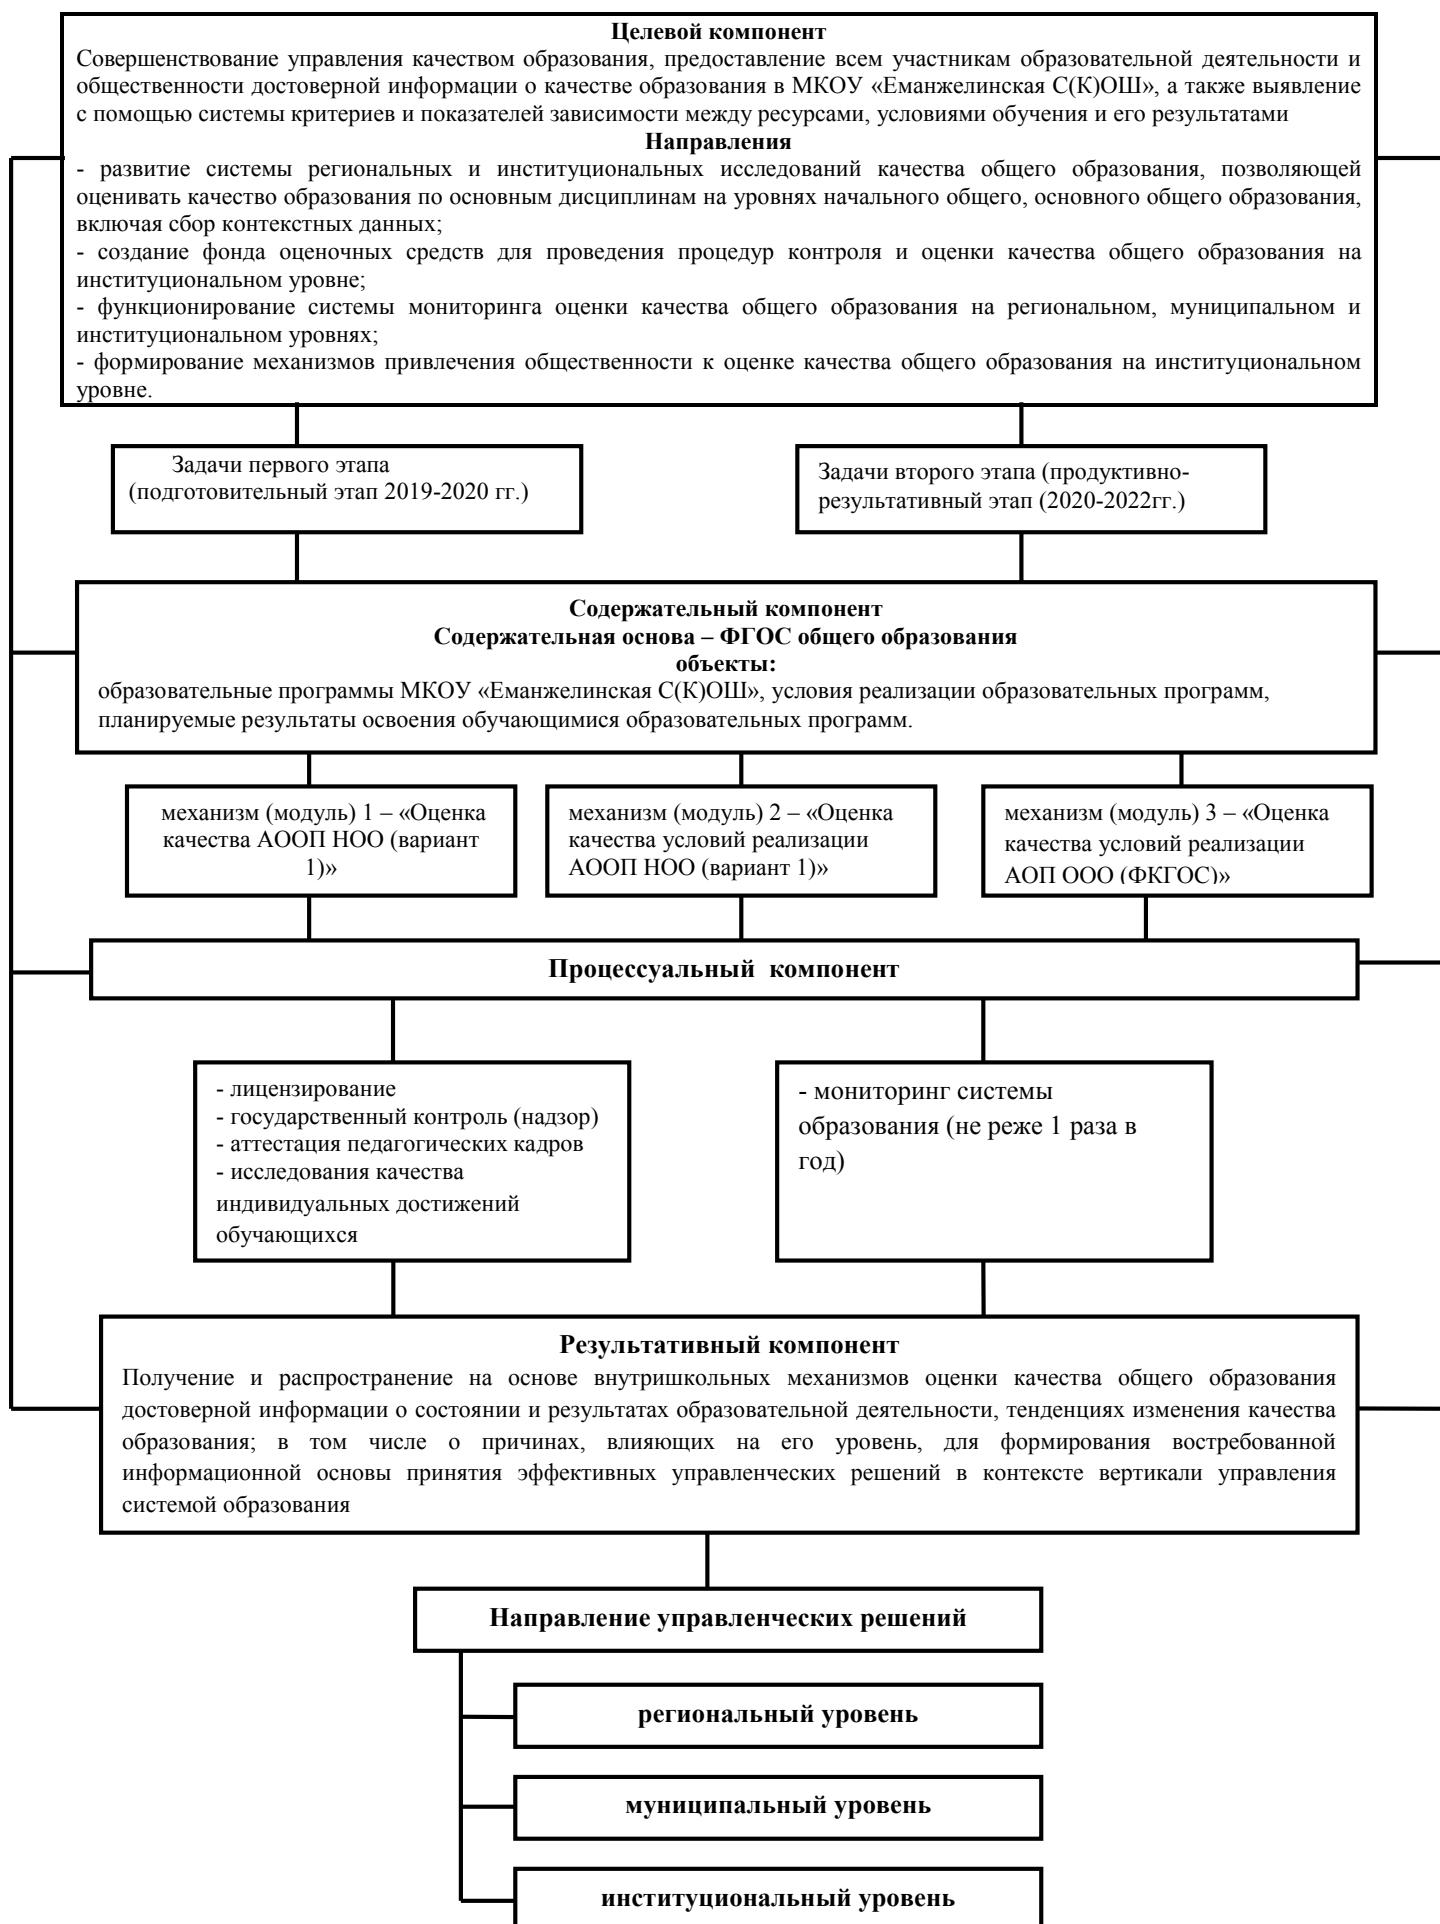 Целевой компонент
Совершенствование управления качеством образования, предоставление всем участникам образовательной деятельности и
общественности достоверной информации о качестве образования в МКОУ «Еманжелинская С(К)ОШ», а также выявление
с помощью системы критериев и показателей зависимости между ресурсами, условиями обучения и его результатами
Направления
- развитие системы региональных и институциональных исследований качества общего образования, позволяющей
оценивать качество образования по основным дисциплинам на уровнях начального общего, основного общего образования,
включая сбор контекстных данных;
- создание фонда оценочных средств для проведения процедур контроля и оценки качества общего образования на
институциональном уровне;
- функционирование системы мониторинга оценки качества общего образования на региональном, муниципальном и
институциональном уровнях;
- формирование механизмов привлечения общественности к оценке качества общего образования на институциональном
уровне.
Задачи первого этапа
(подготовительный этап 2019-2020 гг.)
Задачи второго этапа (продуктивно-
результативный этап (2020-2022гг.)
Содержательный компонент
Содержательная основа – ФГОС общего образования
объекты:
образовательные программы МКОУ «Еманжелинская С(К)ОШ», условия реализации образовательных программ,
планируемые результаты освоения обучающимися образовательных программ.
механизм (модуль) 1 – «Оценка
качества АООП НОО (вариант
1)»
механизм (модуль) 2 – «Оценка
качества условий реализации
АООП НОО (вариант 1)»
механизм (модуль) 3 – «Оценка
качества условий реализации
АОП ООО (ФКГОС)»
Процессуальный компонент
- лицензирование
- государственный контроль (надзор)
- аттестация педагогических кадров
- исследования качества
индивидуальных достижений
обучающихся
- мониторинг системы
образования (не реже 1 раза в
год)
Результативный компонент
Получение и распространение на основе внутришкольных механизмов оценки качества общего образования
достоверной информации о состоянии и результатах образовательной деятельности, тенденциях изменения качества
образования; в том числе о причинах, влияющих на его уровень, для формирования востребованной
информационной основы принятия эффективных управленческих решений в контексте вертикали управления
системой образования
Направление управленческих решений
региональный уровень
муниципальный уровень
институциональный уровень